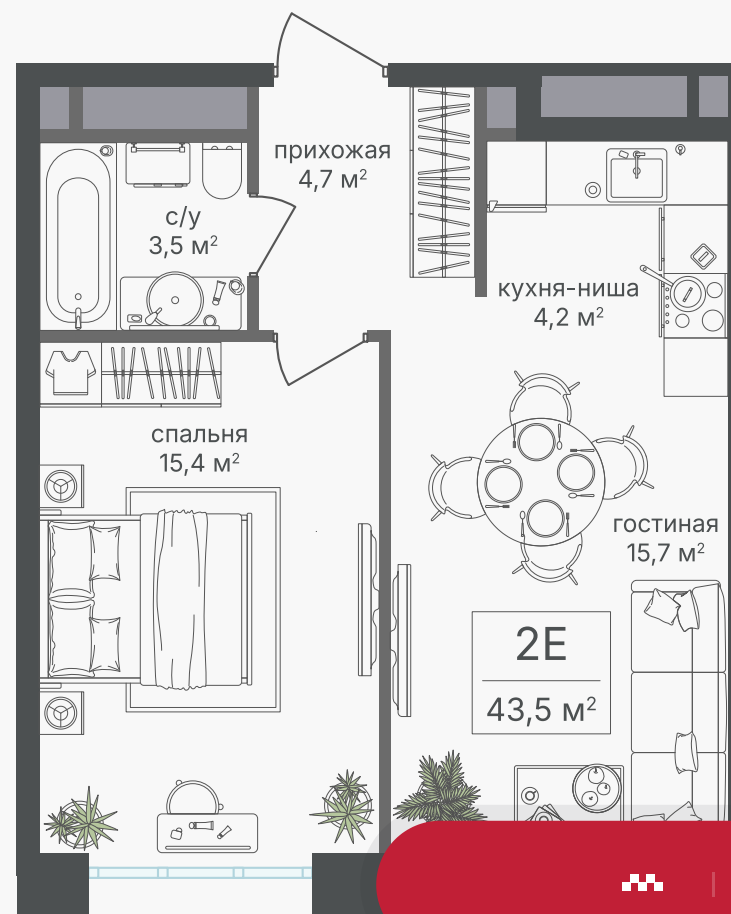 прихожая
4,7 м²
с/у
3,5 м²
кухня-ниша
4,2 м²
спальня
15,4 м²
гостиная
15,7 м²
2Е
43,5 м²